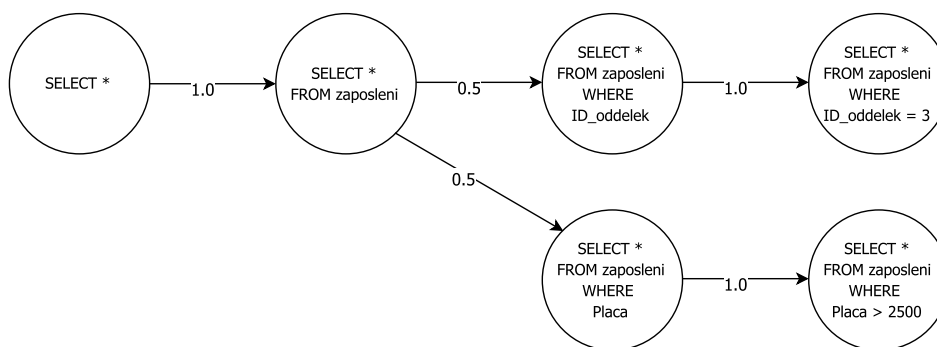 SELECT *
1.0
SELECT *
FROM zaposleni
0.5
SELECT *
FROM zaposleni
WHERE
ID_oddelek
1.0
SELECT *
FROM zaposleni
WHERE
ID_oddelek = 3
0.5
SELECT *
FROM zaposleni
WHERE
Placa
1.0
SELECT *
FROM zaposleni
WHERE
Placa > 2500